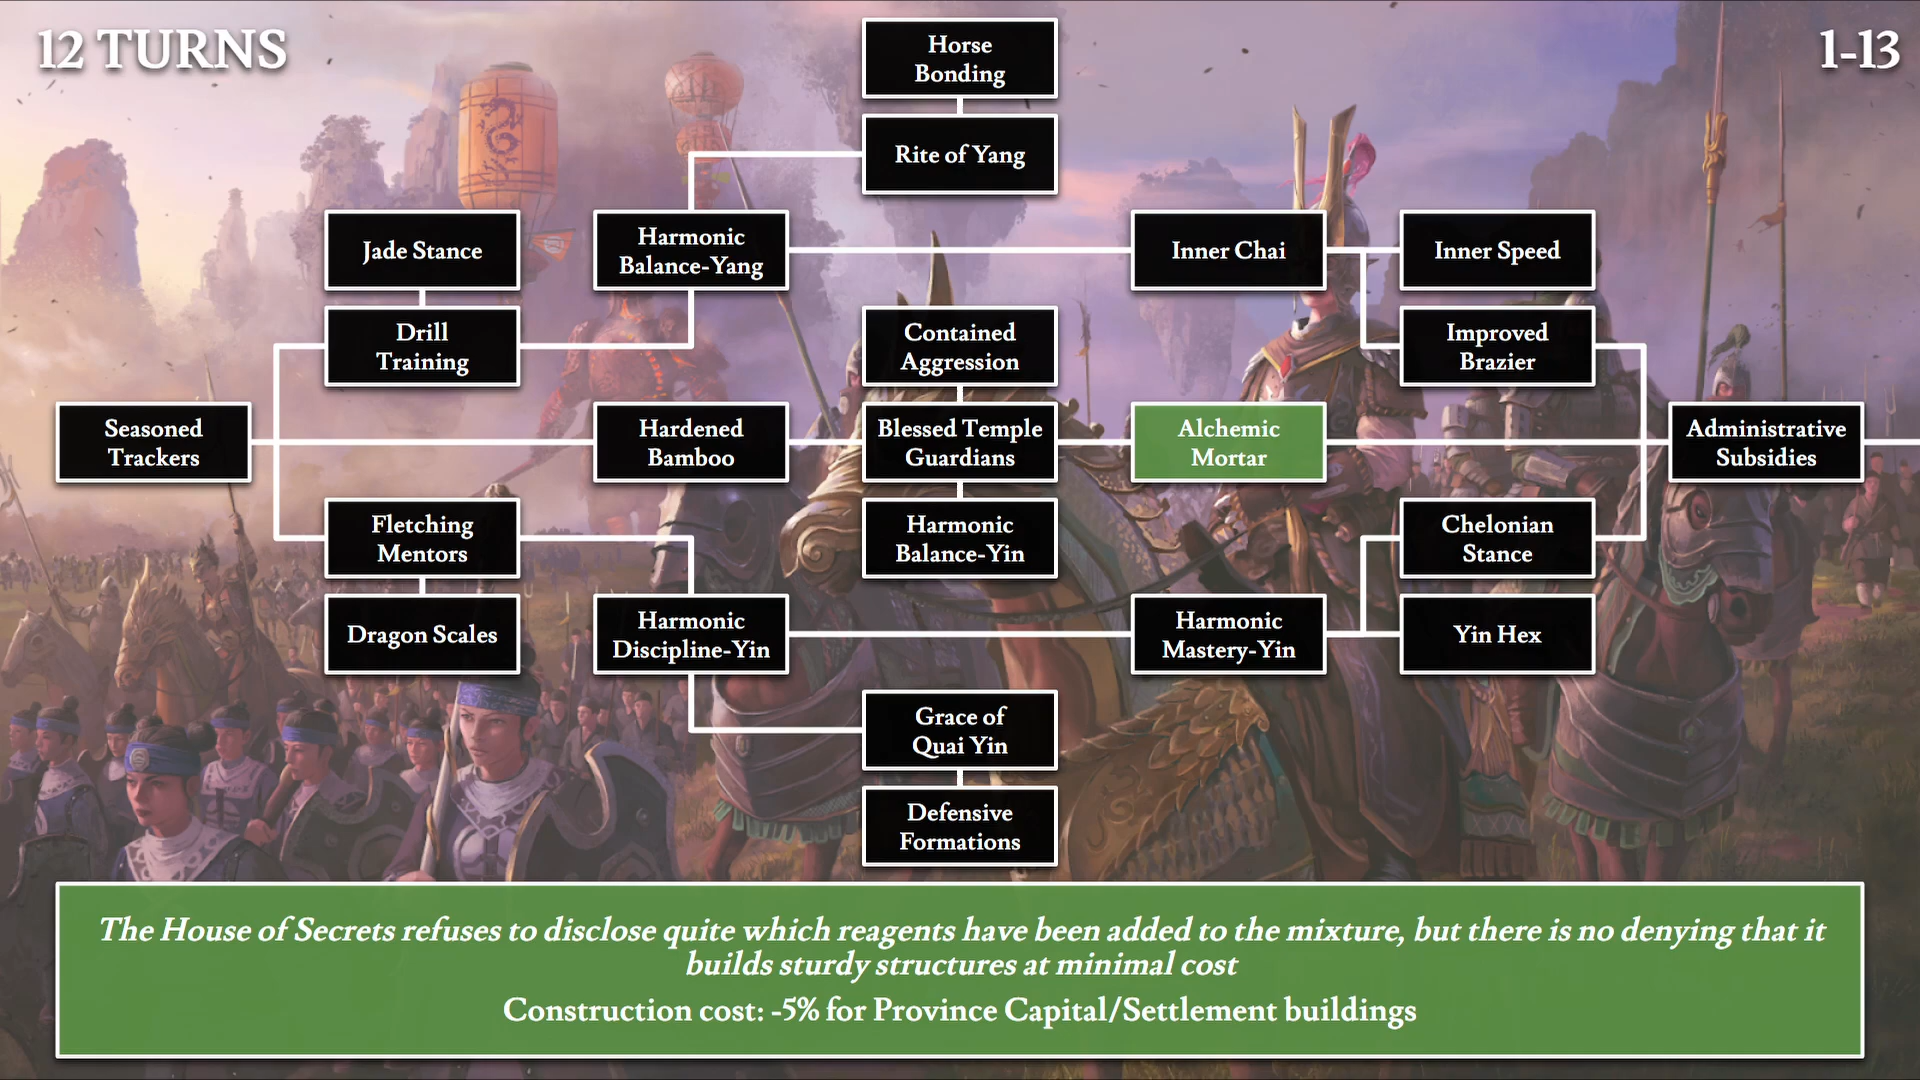 12 TURNS
1-13
Horse
Bonding
Rite of Yang
Jade Stance
Harmonic
Balance-Yang
Inner Chai
Inner Speed
Drill
Training
Contained
Aggression
Improved
Brazier
Seasoned
Trackers
Hardened
Bamboo
Blessed Temple
Guardians
Alchemic
Mortar
Administrative
Subsidies
Fletching
Mentors
Harmonic
Balance-Yin
Chelonian
Stance
Dragon Scales
Harmonic
Discipline-Yin
Harmonic
Mastery-Yin
Yin Hex
Grace of
Quai Yin
Defensive
Formations
The House of Secrets refuses to disclose quite which reagents have been added to the mixture, but there is no denying that it
builds sturdy structures at minimal cost
Construction cost: -5% for Province Capital/Settlement buildings